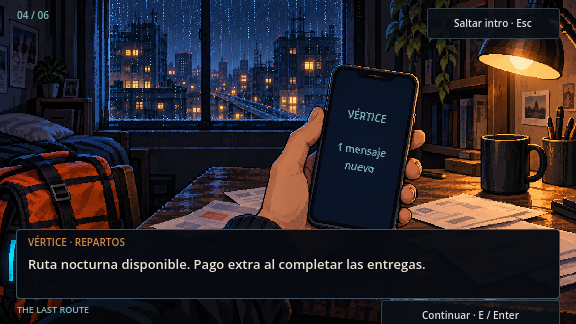 04 / 06
Saltar intro · Esc
VÉRTICE
1 mensaje
nuevo
VÉRTICE · REPARTOS
Ruta nocturna disponible. Pago extra al completar las entregas.
THE LAST ROUTE
Continuar · E / Enter